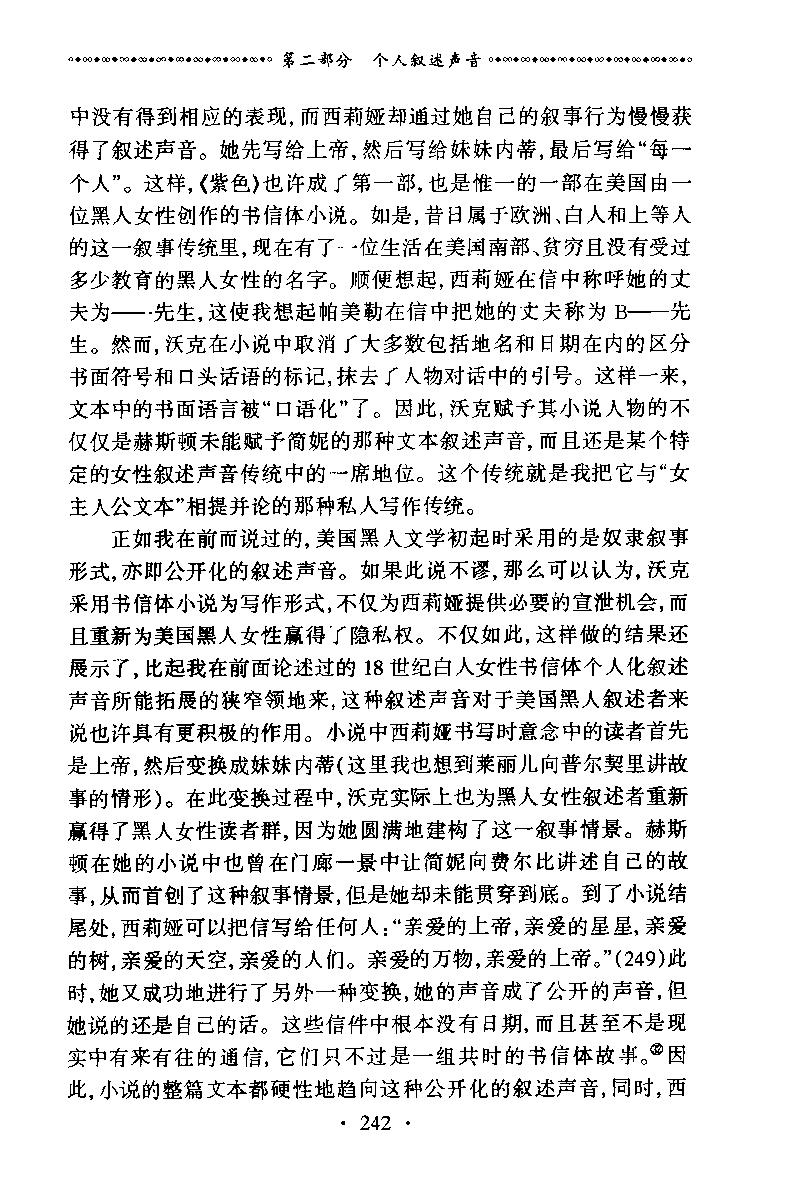 第二部分 个人叙述声音
中没有得到相应的表现,而西莉娅却通过她自己的叙事行为慢慢获
得了叙述声音。她先写给上帝,然后写给妹妹内蒂,最后写给“每一
个人”。这样,《紫色》也许成了第一部,也是惟一的一部在美国由一
位黑人女性创作的书信体小说。如是,昔日属于欧洲、白人和上等人
的这一叙事传统里,现在有了一位生活在美国南部、贫穷且没有受过
多少教育的黑人女性的名字。顺便想起,西莉娅在信中称呼她的丈
夫为——先生,这使我想起帕美勒在信中把她的丈夫称为 B——先
生。然而,沃克在小说中取消了大多数包括地名和日期在内的区分
书面符号和口头话语的标记,抹去了人物对话中的引号。这样一来,
文本中的书面语言被“口语化”了。因此,沃克赋予其小说人物的不
仅仅是赫斯顿未能赋予简妮的那种文本叙述声音,而且还是某个特
定的女性叙述声音传统中的一席地位。这个传统就是我把它与“女
主人公文本”相提并论的那种私人写作传统。
正如我在前而说过的,美国黑人文学初起时采用的是奴隶叙事
形式,亦即公开化的叙述声音。如果此说不谬,那么可以认为,沃克
采用书信体小说为写作形式,不仅为西莉娅提供必要的宣泄机会,而
且重新为美国黑人女性赢得了隐私权。不仅如此,这样做的结果还
展示了,比起我在前面论述过的 18 世纪白人女性书信体个人化叙述
声音所能拓展的狭窄领地来,这种叙述声音对于美国黑人叙述者来
说也许具有更积极的作用。小说中西莉娅书写时意念中的读者首先
是上帝,然后变换成妹妹内蒂(这里我也想到莱丽儿向普尔契里讲故
事的情形)。在此变换过程中,沃克实际上也为黑人女性叙述者重新
赢得了黑人女性读者群,因为她圆满地建构了这一叙事情景。赫斯
顿在她的小说中也曾在门廊一景中让简妮向费尔比讲述自己的故
事,从而首创了这种叙事情景,但是她却未能贯穿到底。到了小说结
尾处,西莉娅可以把信写给任何人:“亲爱的上帝,亲爱的星星,亲爱
的树,亲爱的天空,亲爱的人们。亲爱的万物,亲爱的上帝。”(249)此
时,她又成功地进行了另外一种变换,她的声音成了公开的声音,但
她说的还是自己的话。这些信件中根本没有日期,而且甚至不是现
实中有来有往的通信,它们只不过是一组共时的书信体故事。㉜因
此,小说的整篇文本都硬性地趋向这种公开化的叙述声音,同时,西
· 242 ·